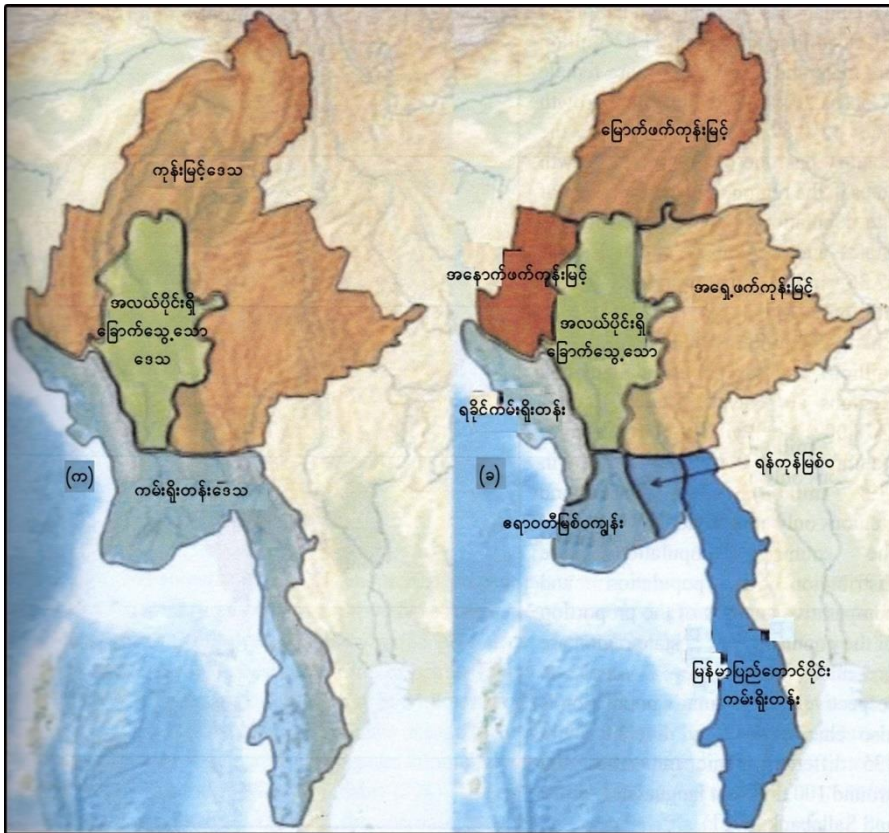 ကုန်းမြင့်ဒေသ
အလယ်ပိုင်းရှိ
ခြောက်သွေ့သော
ဒေသ
(က)
ကမ်းရိုးတန်းဒေသ
မြောက်ဖက်ကုန်းမြင့်
အနောက်ဖက်ကုန်းမြင့်
အရှေ့ဖက်ကုန်းမြင့်
အလယ်ပိုင်းရှိ
ခြောက်သွေ့သော
ရခိုင်ကမ်းရိုးတန်း
(ခ)
ရန်ကုန်မြစ်ဝ
ဧရာဝတီမြစ်ဝကျွန်း
မြန်မာပြည်တောင်ပိုင်း
ကမ်းရိုးတန်း